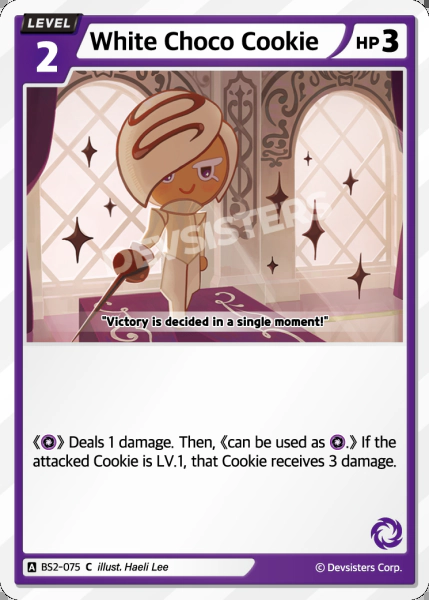 LEVEL
2
White Choco Cookie
HP 3
DEVSISTERS
"Victory is decided in a single moment!"
《 》 Deals 1 damage. Then, 《can be used as .》 If the
attacked Cookie is LV.1, that Cookie receives 3 damage.
A BS2-075 C illust. Haeli Lee
© Devsisters Corp.